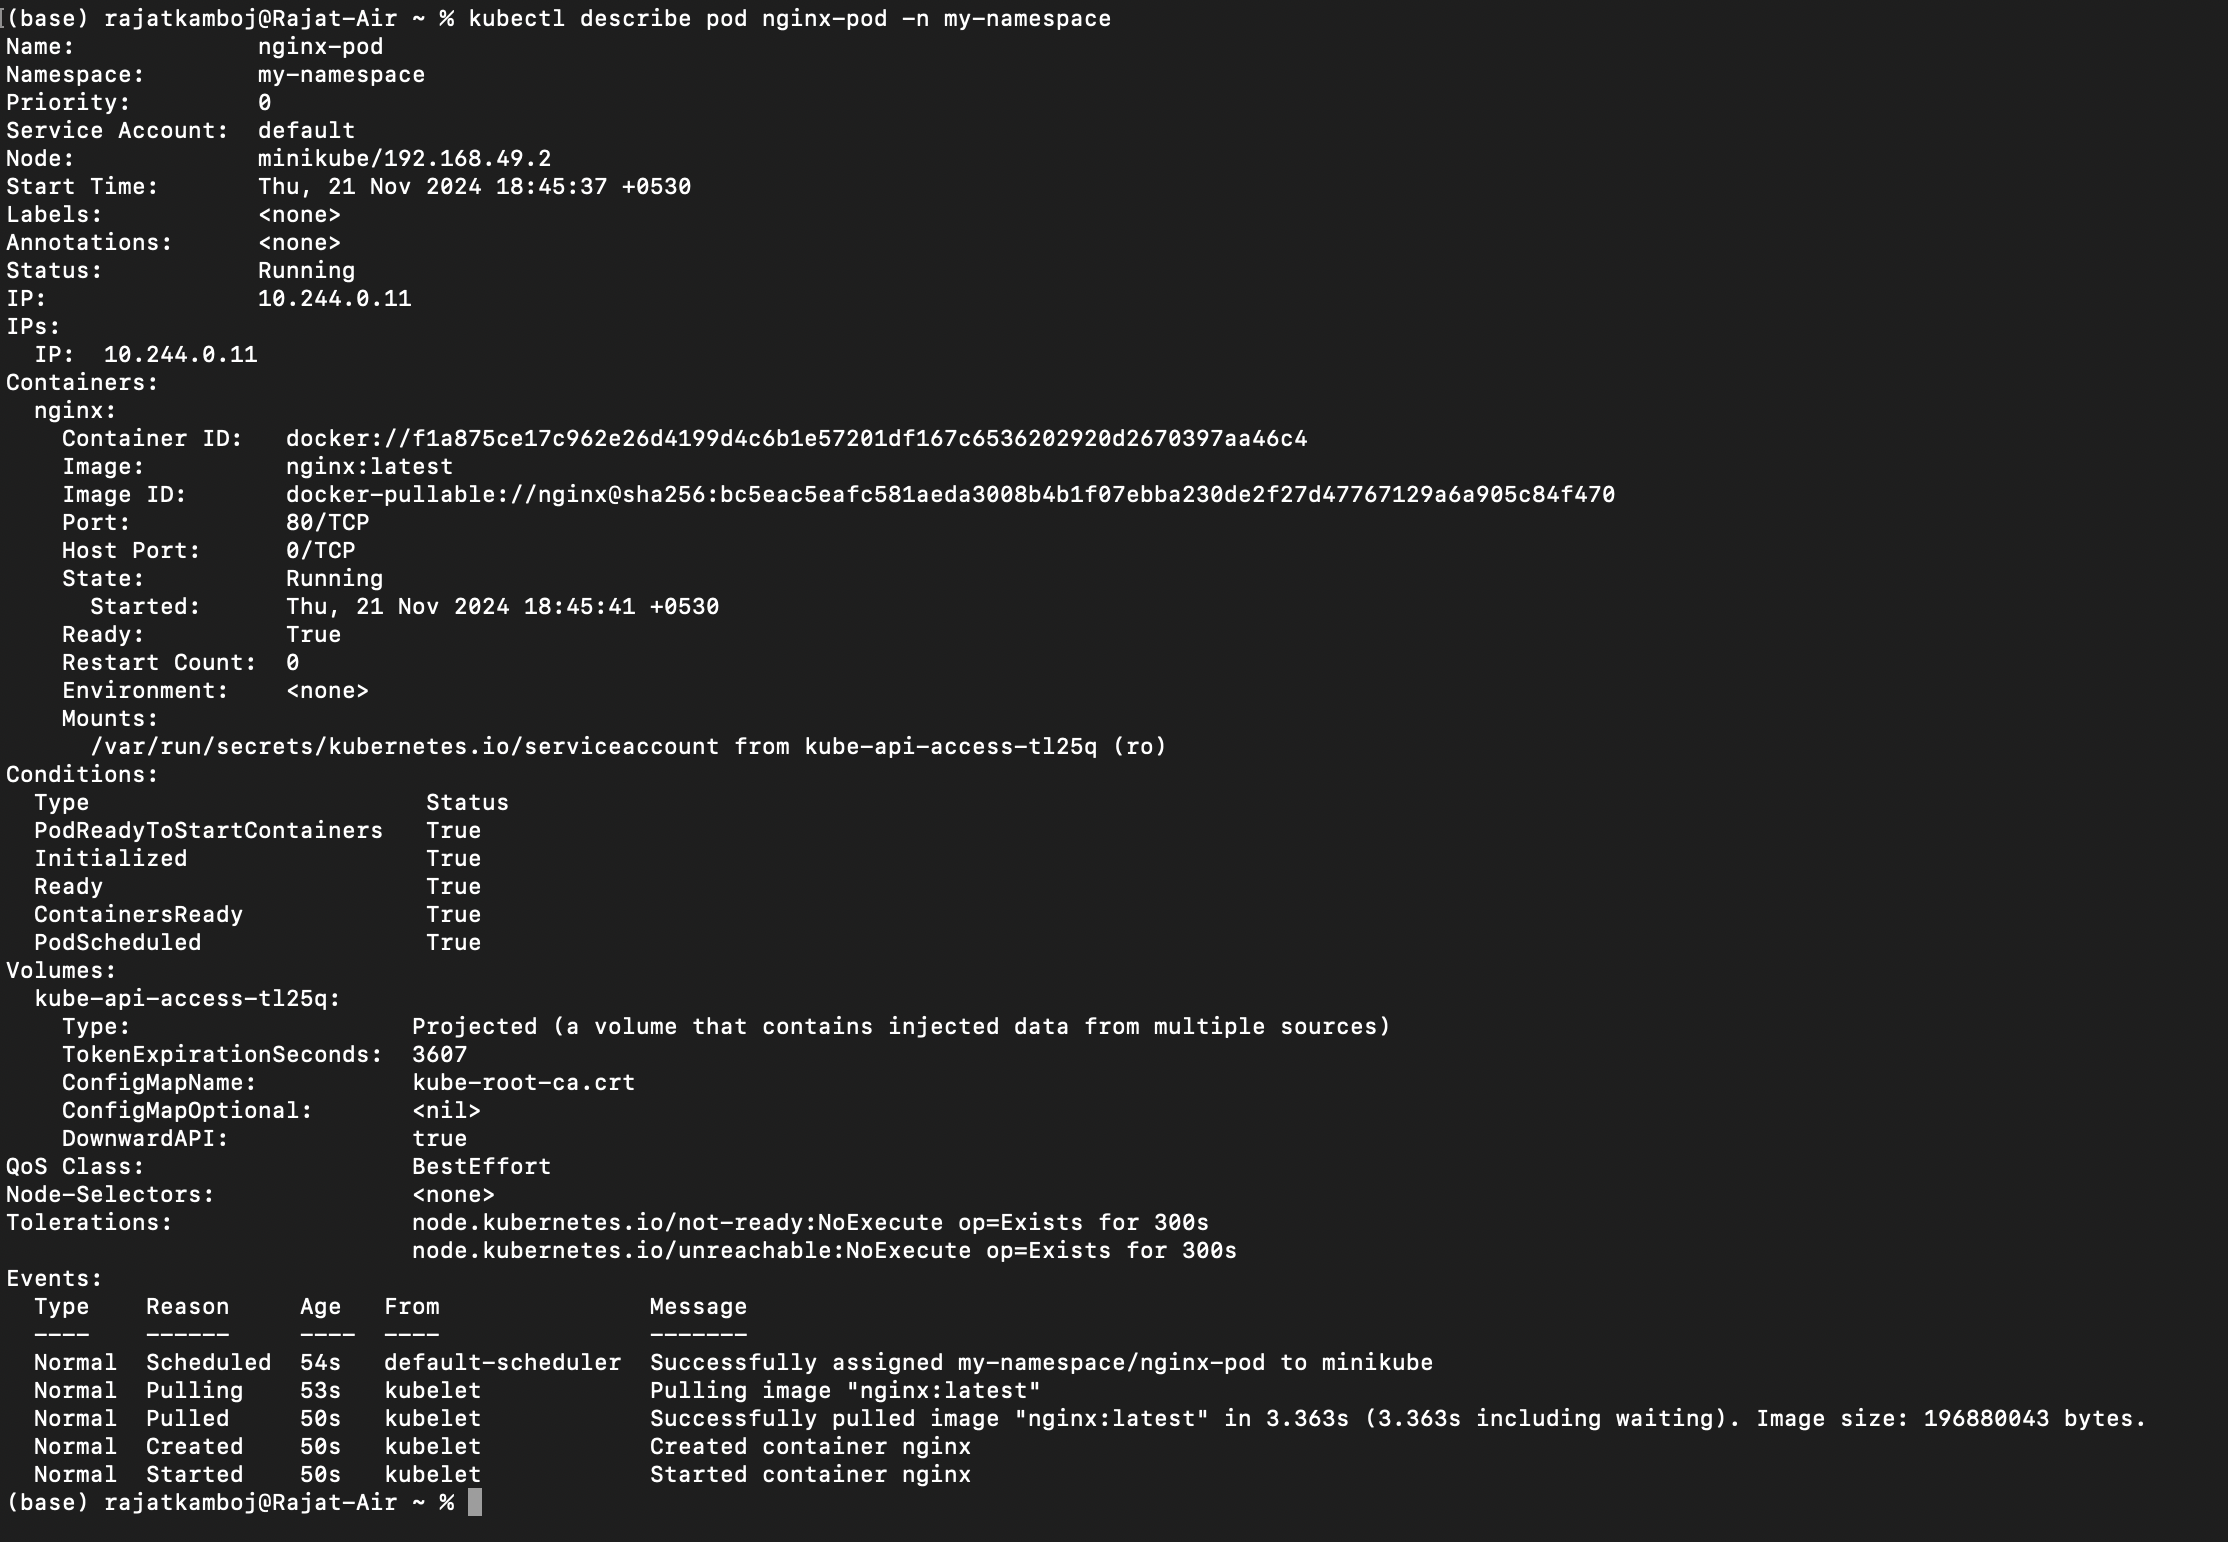 (base) rajatkamboj@Rajat-Air ~ % kubectl describe pod nginx-pod -n my-namespace
Name:             nginx-pod
Namespace:        my-namespace
Priority:         0
Service Account:  default
Node:             minikube/192.168.49.2
Start Time:       Thu, 21 Nov 2024 18:45:37 +0530
Labels:           <none>
Annotations:      <none>
Status:           Running
IP:               10.244.0.11
IPs:
  IP:  10.244.0.11
Containers:
  nginx:
    Container ID:   docker://f1a875ce17c962e26d4199d4c6b1e57201df167c6536202920d2670397aa46c4
    Image:          nginx:latest
    Image ID:       docker-pullable://nginx@sha256:bc5eac5eafc581aeda3008b4b1f07ebba230de2f27d47767129a6a905c84f470
    Port:           80/TCP
    Host Port:      0/TCP
    State:          Running
      Started:      Thu, 21 Nov 2024 18:45:41 +0530
    Ready:          True
    Restart Count:  0
    Environment:    <none>
    Mounts:
      /var/run/secrets/kubernetes.io/serviceaccount from kube-api-access-tl25q (ro)
Conditions:
  Type                        Status
  PodReadyToStartContainers   True
  Initialized                 True
  Ready                       True
  ContainersReady             True
  PodScheduled                True
Volumes:
  kube-api-access-tl25q:
    Type:                    Projected (a volume that contains injected data from multiple sources)
    TokenExpirationSeconds:  3607
    ConfigMapName:           kube-root-ca.crt
    ConfigMapOptional:       <nil>
    DownwardAPI:             true
QoS Class:                   BestEffort
Node-Selectors:              <none>
Tolerations:                 node.kubernetes.io/not-ready:NoExecute op=Exists for 300s
                             node.kubernetes.io/unreachable:NoExecute op=Exists for 300s
Events:
  Type    Reason     Age   From               Message
  ----    ------     ----  ----               -------
  Normal  Scheduled  54s   default-scheduler  Successfully assigned my-namespace/nginx-pod to minikube
  Normal  Pulling    53s   kubelet            Pulling image "nginx:latest"
  Normal  Pulled     50s   kubelet            Successfully pulled image "nginx:latest" in 3.363s (3.363s including waiting). Image size: 196880043 bytes.
  Normal  Created    50s   kubelet            Created container nginx
  Normal  Started    50s   kubelet            Started container nginx
(base) rajatkamboj@Rajat-Air ~ %